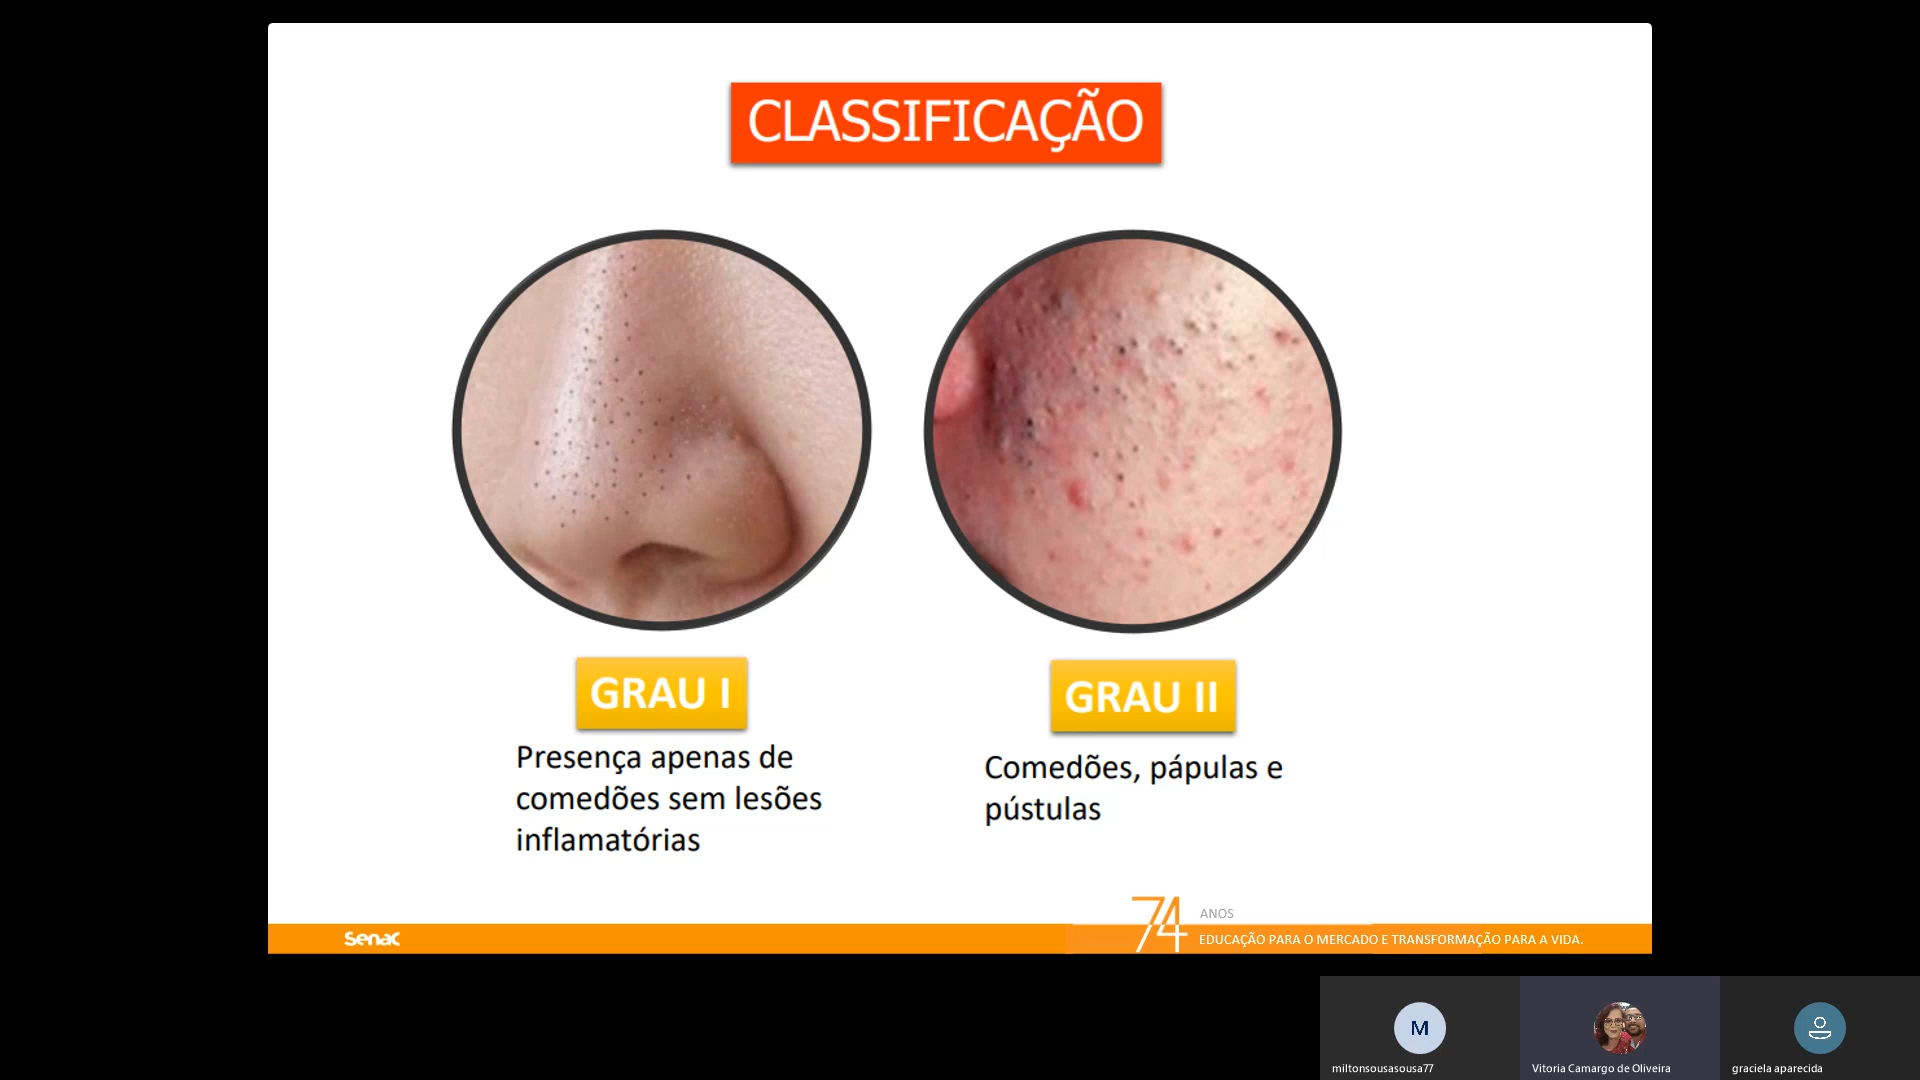 CLASSIFICAÇÃO
GRAU I
Presença apenas de
comedões sem lesões
inflamatórias
GRAU II
Comedões, pápulas e
pústulas
Senac
74
ANOS
EDUCAÇÃO PARA O MERCADO E TRANSFORMAÇÃO PARA A VIDA.
M
miltonsousasousa77
Vitoria Camargo de Oliveira
graciela aparecida